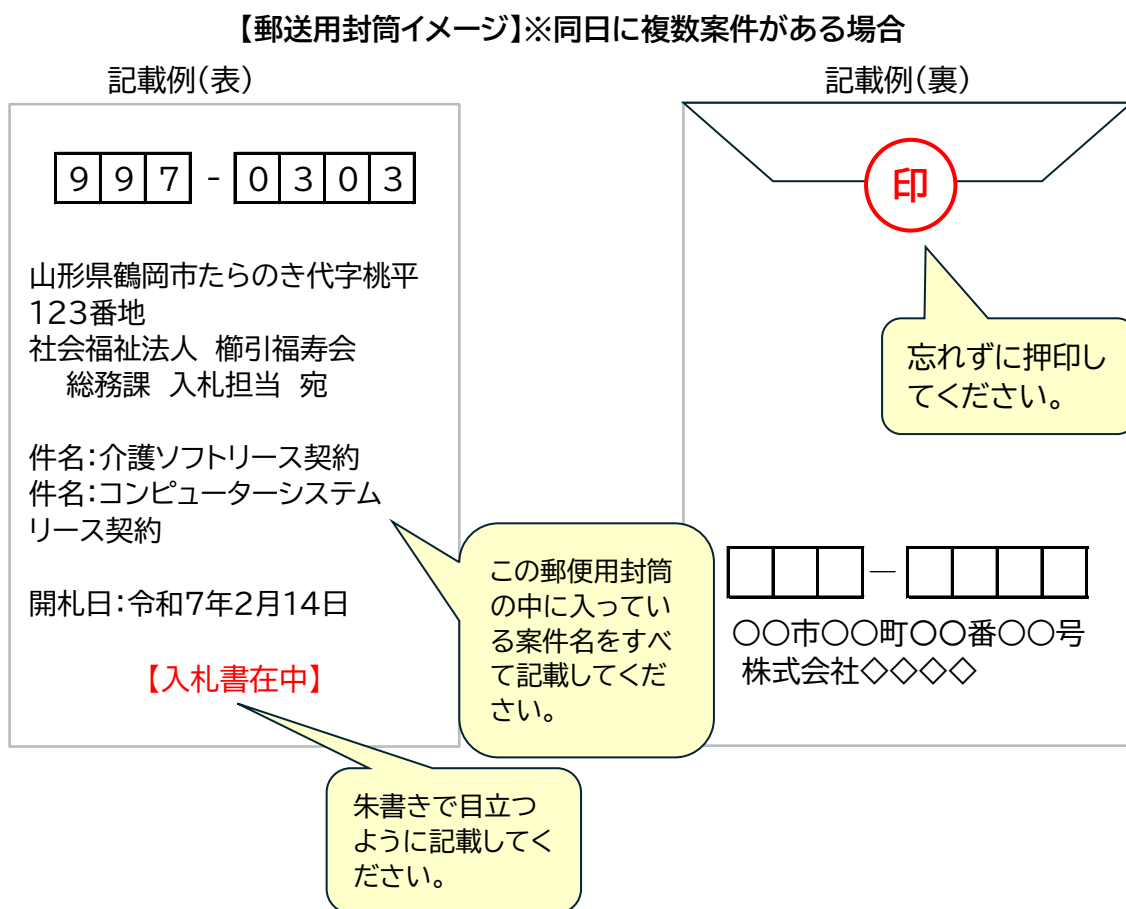 【郵送用封筒イメージ】※同日に複数案件がある場合
記載例(表)
997-0303
山形県鶴岡市たらのき代字桃平
123番地
社会福祉法人 櫛引福寿会
総務課 入札担当 宛
件名:介護ソフトリース契約
件名:コンピューターシステム
リース契約
開札日:令和7年2月14日
【入札書在中】
この郵便用封筒
の中に入ってい
る案件名をすべ
て記載してくだ
さい。
朱書きで目立つ
ように記載してく
ださい。
記載例(裏)
印
忘れずに押印し
てください。
―
○○市○○町○○番○○号
株式会社◇◇◇◇